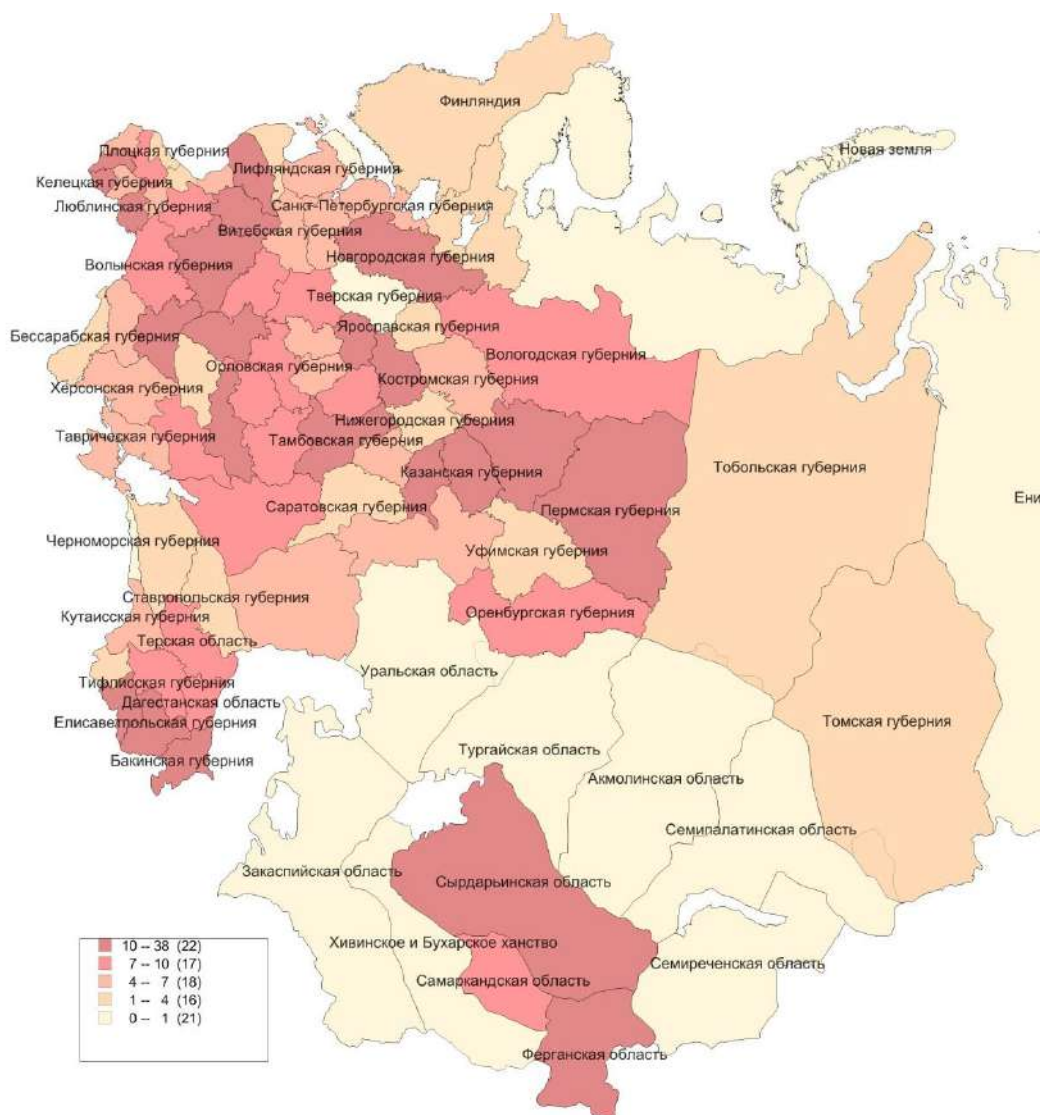 Финляндия
Новая земля
Плоцкая губерния
Лифляндская губерния
Келецкая губерния
Люблинская губерния
Санкт-Петербургская губерния
Витебская губерния
Новгородская губерния
Волынская губерния
Тверская губерния
Бессарабская губерния
Ярославская губерния
Вологодская губерния
Орловская губерния
Херсонская губерния
Костромская губерния
Нижегородская губерния
Таврическая губерния
Тамбовская губерния
Казанская губерния
Тобольская губерния
Ени
Саратовская губерния
Пермская губерния
Черноморская губерния
Уфимская губерния
Ставропольская губерния
Кутаисская губерния
Оренбургская губерния
Терская область
Уральская область
Тифлисская губерния
Дагестанская область
Елисаветпольская губерния
Томская губерния
Тургайская область
Бакинская губерния
Акмолинская область
Семипалатинская область
Закаспийская область
Сырдарьинская область
Хивинское и Бухарское ханство
Семиреченская область
Самаркандская область
Ферганская область
10 -- 38 (22)
7 -- 10 (17)
4 -- 7 (18)
1 -- 4 (16)
0 -- 1 (21)